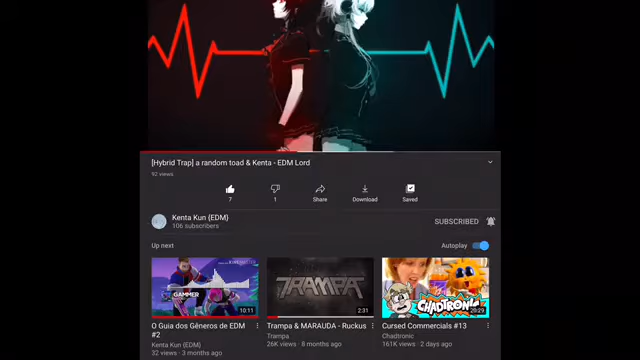 [Hybrid Trap] a random toad & Kenta - EDM Lord
92 views
7
1
Share
Download
Saved
Kenta Kun {EDM}
106 subscribers
SUBSCRIBED
Up next
Autoplay
GAMMER
10:11
TRAMPA
2:31
CHADTRONIC
20:29
O Guia dos Gêneros de EDM
#2
Kenta Kun {EDM}
32 views · 3 months ago
Trampa & MARAUDA - Ruckus
Trampa
26K views · 8 months ago
Cursed Commercials #13
Chadtronic
161K views · 2 days ago